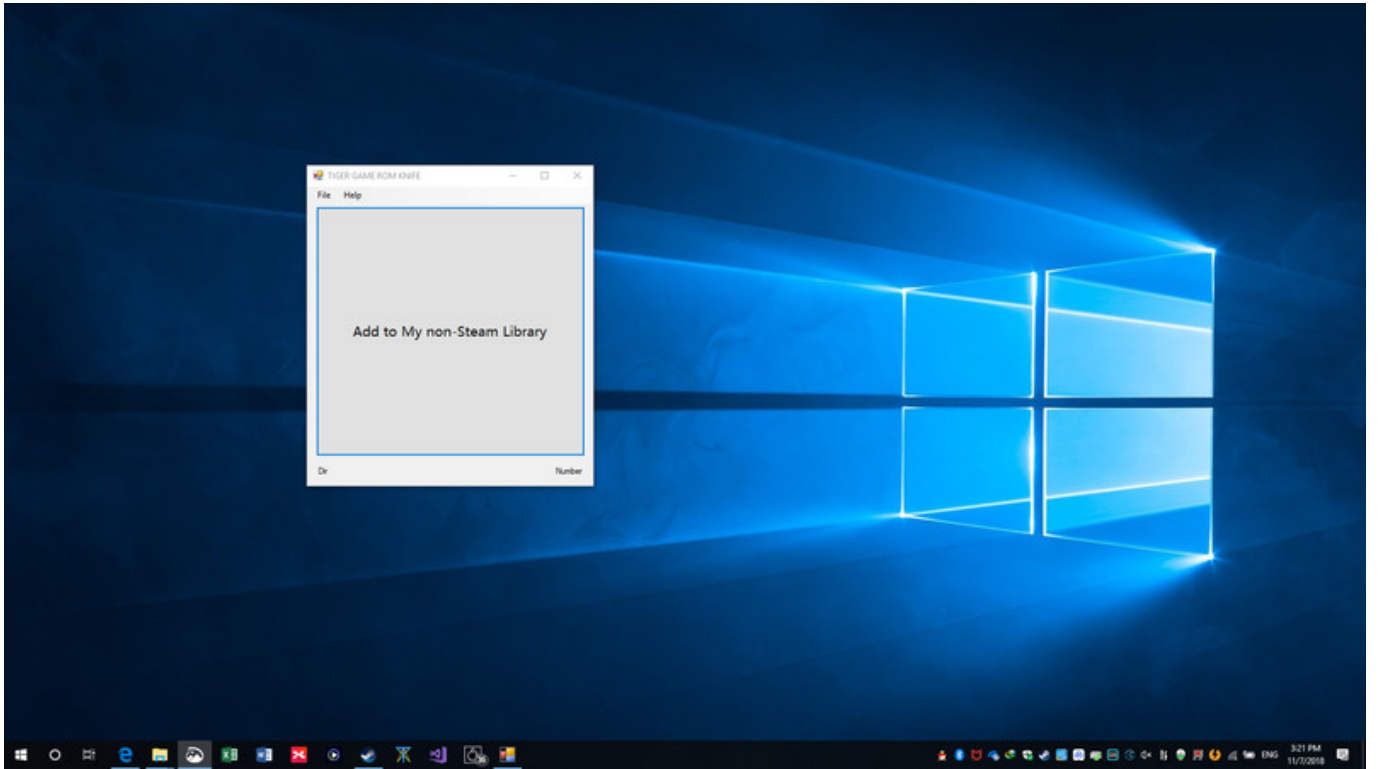 TIGER GAME ROM KNIFE
File Help
Add to My non-Steam Library
Dir Number
ENG
3:21 PM
11/7/2018